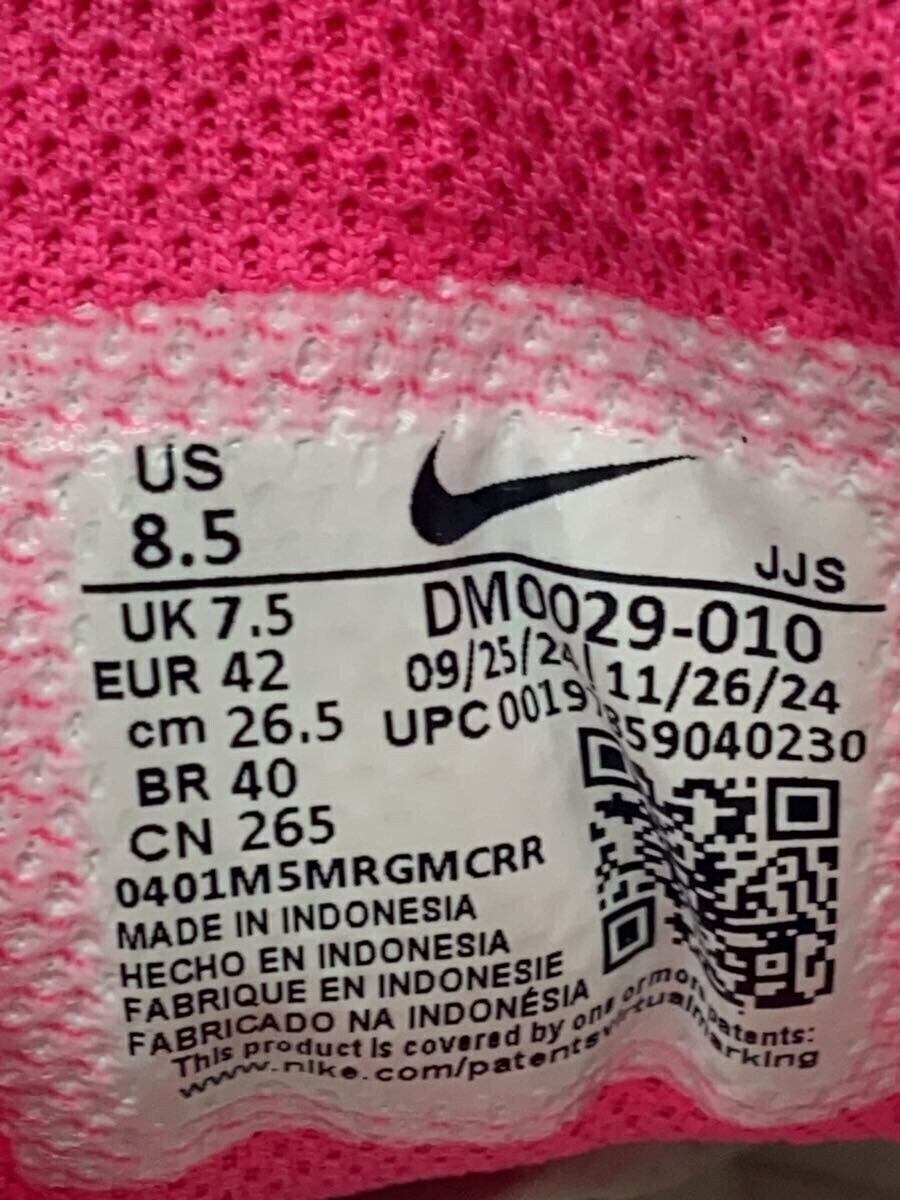 US
8.5
JJS
UK 7.5
EUR 42
cm 26.5
BR 40
CN 265
DM0029-010
09/25/24 11/26/24
UPC 0019 59040230
0401M5MRGMCRR
MADE IN INDONESIA
HECHO EN INDONESIA
FABRIQUE EN INDONESIE
FABRICADO NA INDONÉSIA
This product is covered by one or more patents:
www.nike.com/patentsvirtualmarking